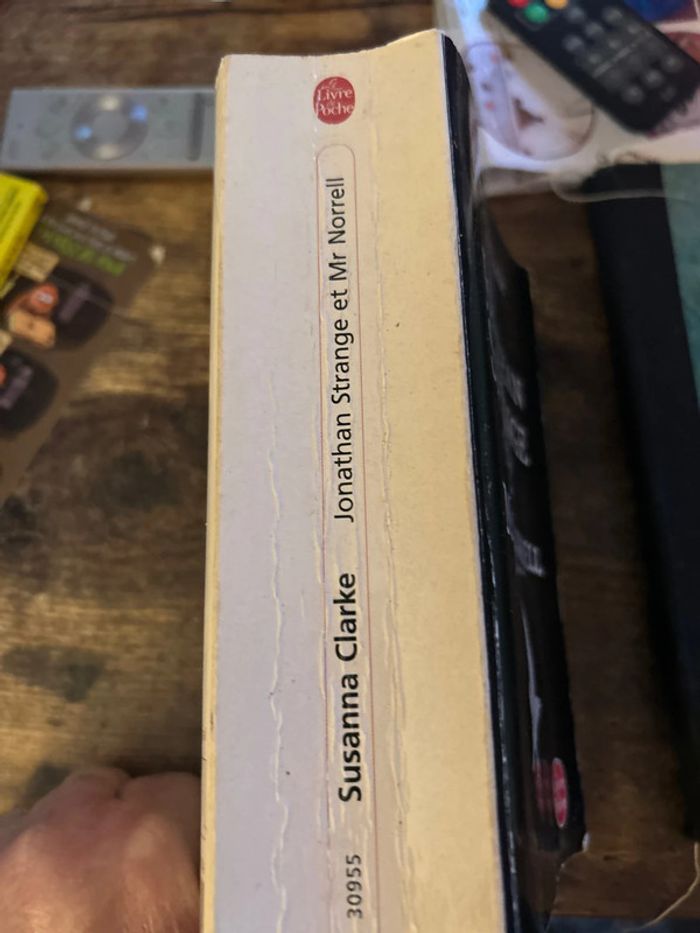 Le
Livre
de
Poche
Jonathan Strange et Mr Norrell
Susanna Clarke
30955